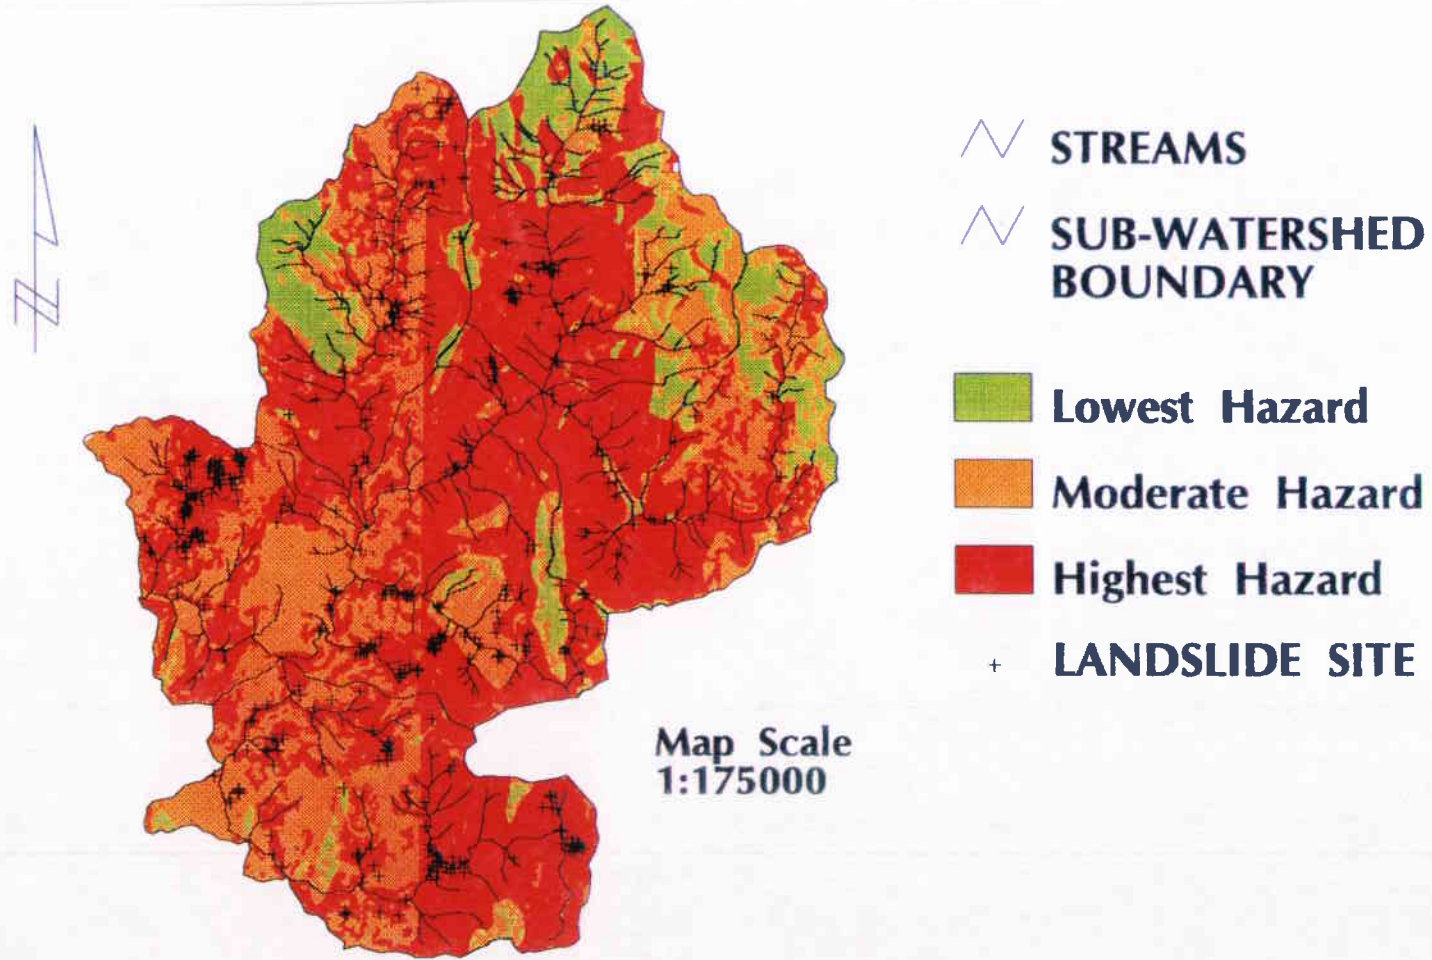 STREAMS
SUB-WATERSHED
BOUNDARY
Lowest Hazard
Moderate Hazard
Highest Hazard
LANDSLIDE SITE
Map Scale
1:175000